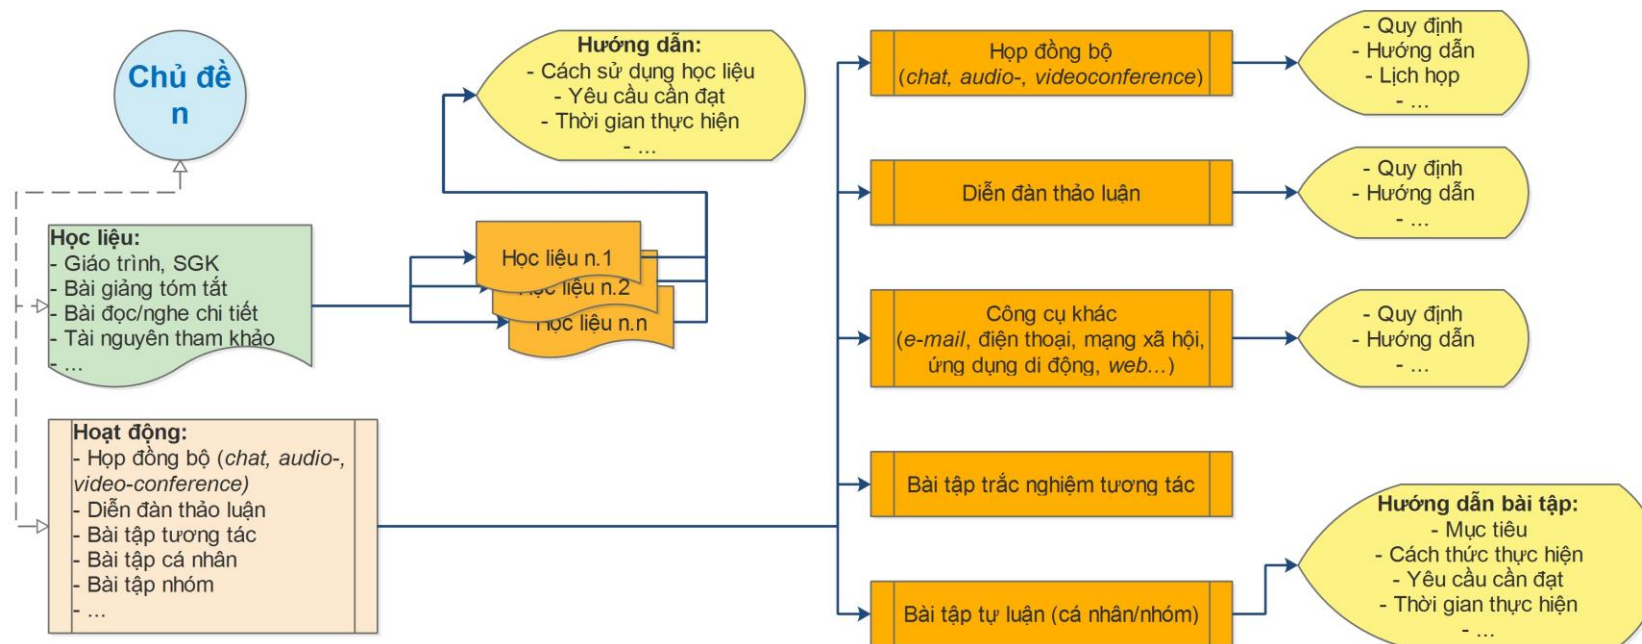 Chủ đề
n
Hướng dẫn:
- Cách sử dụng học liệu
- Yêu cầu cần đạt
- Thời gian thực hiện
- ...
Học liệu:
- Giáo trình, SGK
- Bài giảng tóm tắt
- Bài đọc/nghe chi tiết
- Tài nguyên tham khảo
- ...
Học liệu n.1
Học liệu n.2
Học liệu n.n
Hoạt động:
- Họp đồng bộ (chat, audio-,
video-conference)
- Diễn đàn thảo luận
- Bài tập tương tác
- Bài tập cá nhân
- Bài tập nhóm
- ...
Họp đồng bộ
(chat, audio-, videoconference)
- Quy định
- Hướng dẫn
- Lịch họp
- ...
Diễn đàn thảo luận
- Quy định
- Hướng dẫn
- ...
Công cụ khác
(e-mail, điện thoại, mạng xã hội,
ứng dụng di động, web...)
- Quy định
- Hướng dẫn
- ...
Bài tập trắc nghiệm tương tác
Bài tập tự luận (cá nhân/nhóm)
Hướng dẫn bài tập:
- Mục tiêu
- Cách thức thực hiện
- Yêu cầu cần đạt
- Thời gian thực hiện
- ...